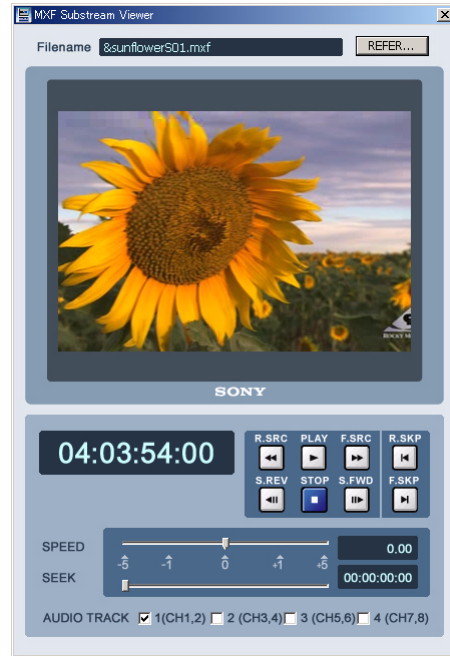 MXF Substream Viewer
Filename &sunflowerS01.mxf REFER...
SONY
04:03:54:00
R.SRC PLAY F.SRC R.SKP
S.REV STOP S.FWD F.SKP
SPEED 0.00
-5 -1 0 +1 +5
SEEK 00:00:00:00
AUDIO TRACK 1(CH1,2) 2 (CH3,4) 3 (CH5,6) 4 (CH7,8)